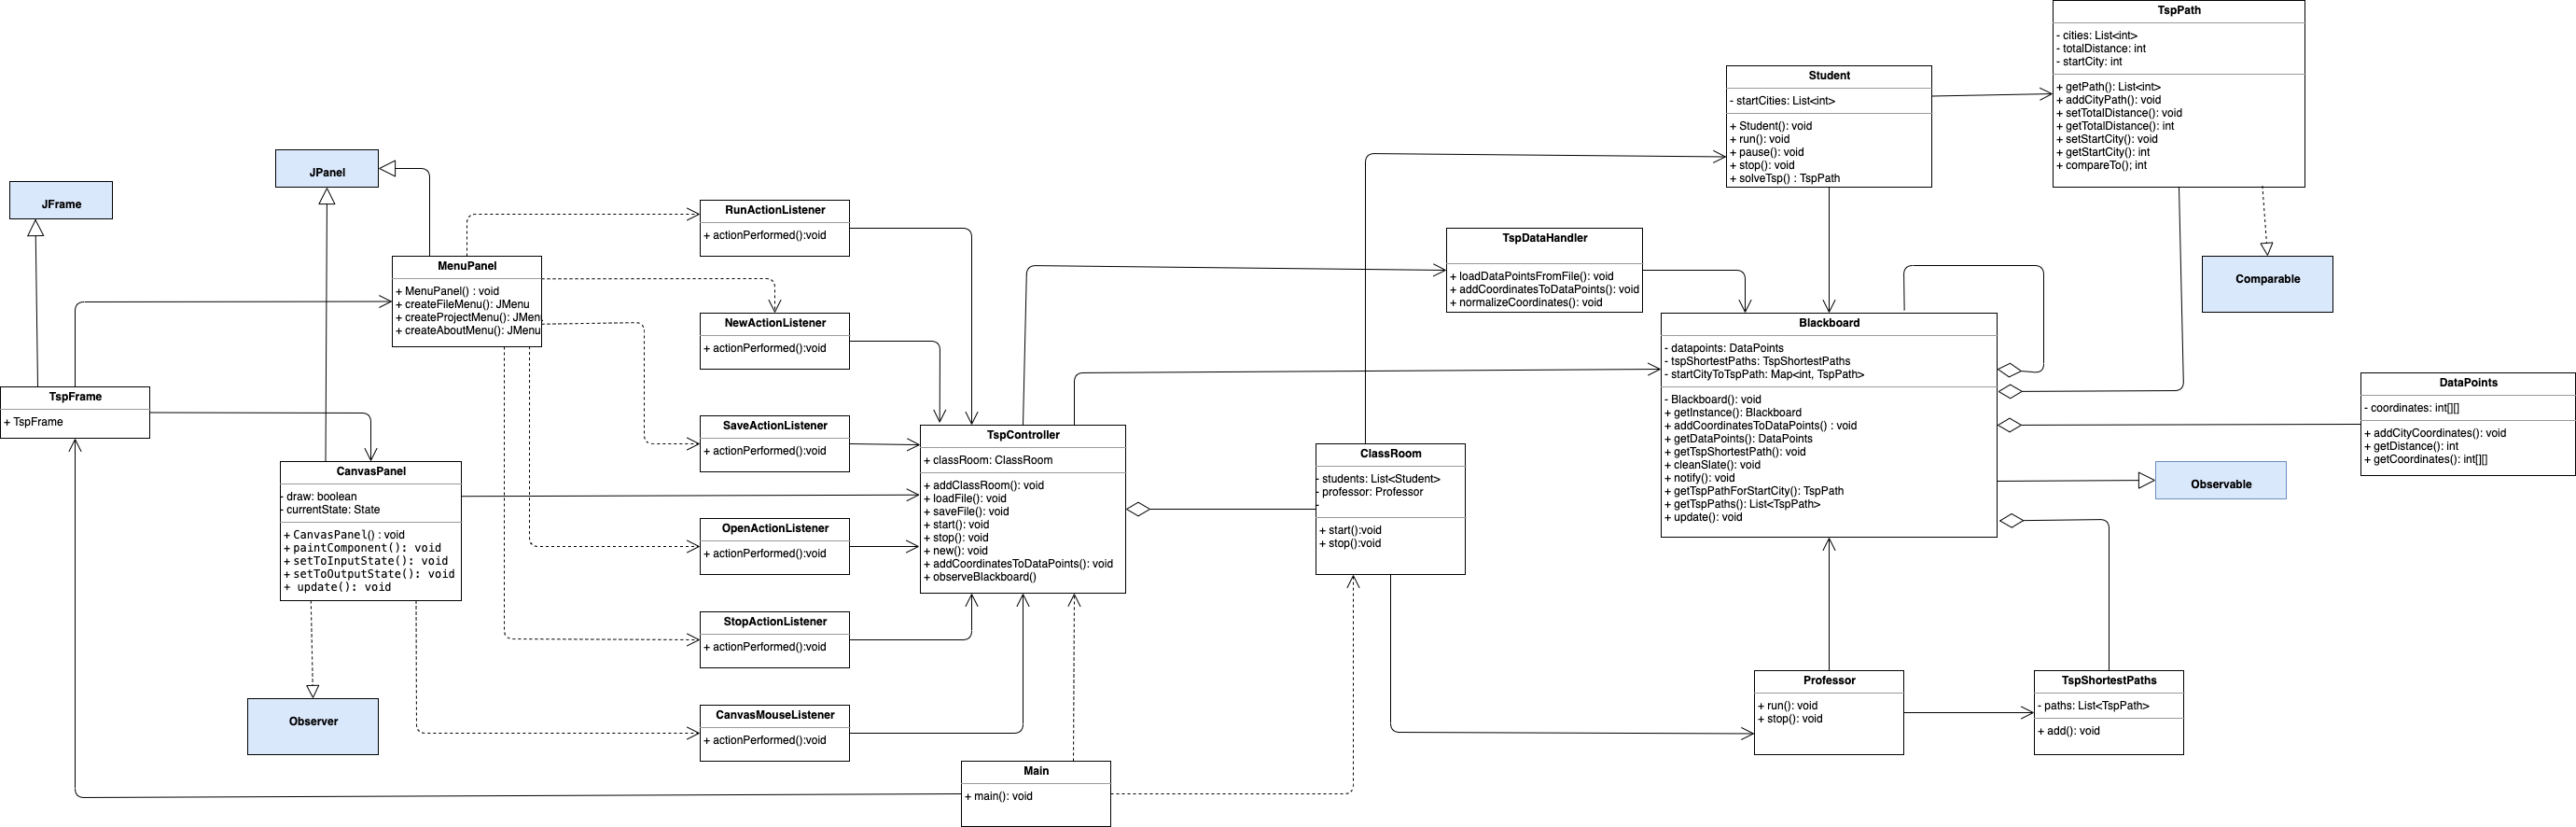 TspPath
- cities: List<int>
- totalDistance: int
- startCity: int
+ getPath(): List<int>
+ addCityPath(): void
+ setTotalDistance(): void
+ getTotalDistance(): int
+ setStartCity(): void
+ getStartCity(): int
+ compareTo(); int
Student
- startCities: List<int>
+ Student(): void
+ run(): void
+ pause(): void
+ stop(): void
+ solveTsp() : TspPath
JPanel
JFrame
RunActionListener
+ actionPerformed():void
TspDataHandler
+ loadDataPointsFromFile(): void
+ addCoordinatesToDataPoints(): void
+ normalizeCoordinates(): void
Comparable
MenuPanel
+ MenuPanel() : void
+ createFileMenu(): JMenu
+ createProjectMenu(): JMenu
+ createAboutMenu(): JMenu
NewActionListener
+ actionPerformed():void
Blackboard
- datapoints: DataPoints
- tspShortestPaths: TspShortestPaths
- startCityToTspPath: Map<int, TspPath>
- Blackboard(): void
+ getInstance(): Blackboard
+ addCoordinatesToDataPoints() : void
+ getDataPoints(): DataPoints
+ getTspShortestPath(): void
+ cleanSlate(): void
+ notify(): void
+ getTspPathForStartCity(): TspPath
+ getTspPaths(): List<TspPath>
+ update(): void
DataPoints
- coordinates: int[][]
+ addCityCoordinates(): void
+ getDistance(): int
+ getCoordinates(): int[][]
TspFrame
+ TspFrame
SaveActionListener
+ actionPerformed():void
TspController
+ classRoom: ClassRoom
+ addClassRoom(): void
+ loadFile(): void
+ saveFile(): void
+ start(): void
+ stop(): void
+ new(): void
+ addCoordinatesToDataPoints(): void
+ observeBlackboard()
ClassRoom
- students: List<Student>
- professor: Professor
-
+ start():void
+ stop():void
CanvasPanel
- draw: boolean
- currentState: State
+ CanvasPanel() : void
+ paintComponent(): void
+ setToInputState(): void
+ setToOutputState(): void
+ update(): void
Observable
OpenActionListener
+ actionPerformed():void
StopActionListener
+ actionPerformed():void
Observer
CanvasMouseListener
+ actionPerformed():void
Professor
+ run(): void
+ stop(): void
TspShortestPaths
- paths: List<TspPath>
+ add(): void
Main
+ main(): void